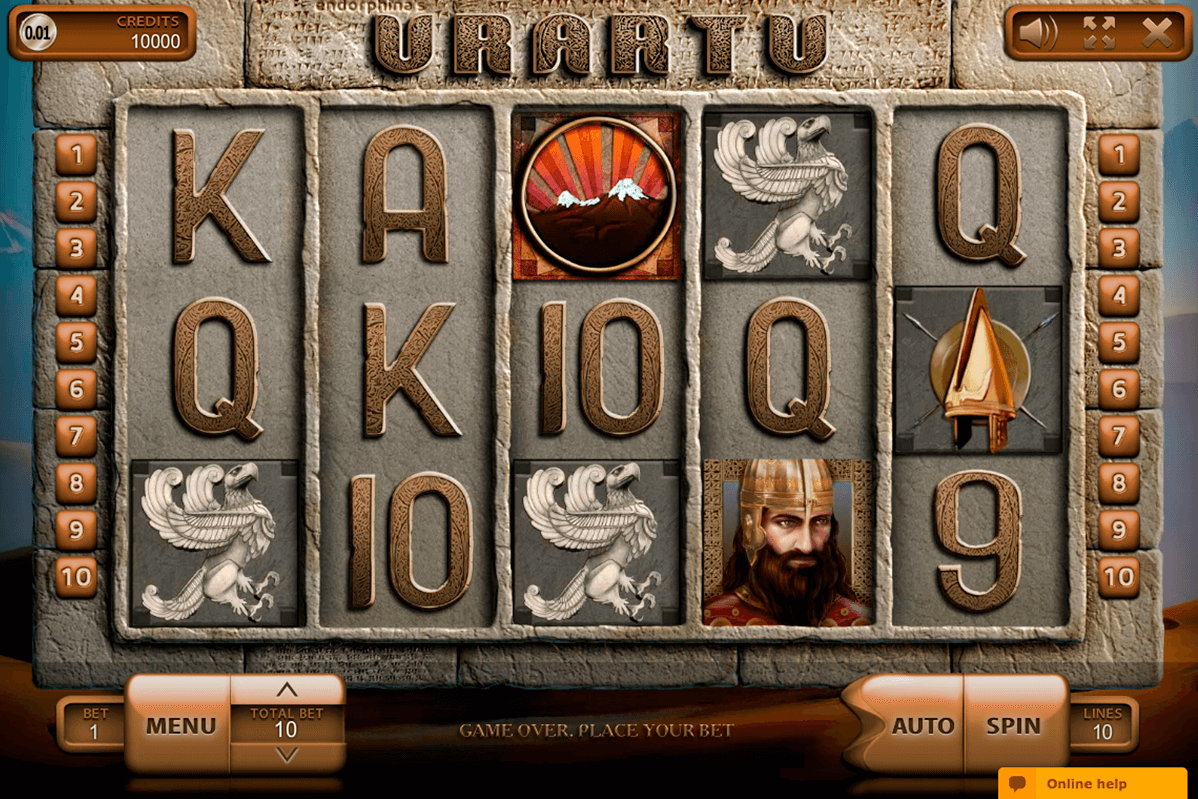 endorphina's
URARTU
0.01
CREDITS
10000
K A Q
Q K 10 Q
10 9
1
2
3
4
5
6
7
8
9
10
1
2
3
4
5
6
7
8
9
10
BET
1
MENU
TOTAL BET
10
GAME OVER. PLACE YOUR BET
AUTO
SPIN
LINES
10
Online help